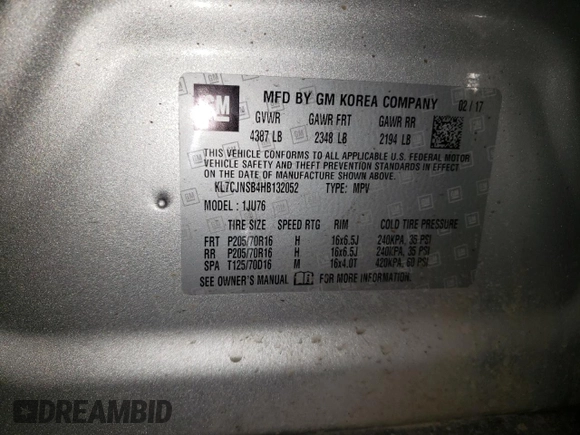 GM MFD BY GM KOREA COMPANY 02/17
GVWR GAWR FRT GAWR RR
4387 LB 2348 LB 2194 LB
THIS VEHICLE CONFORMS TO ALL APPLICABLE U.S. FEDERAL MOTOR
VEHICLE SAFETY, BUMPER, AND THEFT PREVENTION STANDARDS IN EFFECT
ON THE DATE OF MANUFACTURE SHOWN ABOVE.
KL7CJNSB4HB132052 TYPE: MPV
MODEL: 1JU76
TIRE SIZE SPEED RTG RIM COLD TIRE PRESSURE
FRT P205/70R16 H 16x6.5J 240KPA, 35 PSI
RR P205/70R16 H 16x6.5J 240KPA, 35 PSI
SPA T125/70D16 M 16x4.0T 420KPA, 60 PSI
SEE OWNER'S MANUAL FOR MORE INFORMATION.
DREAMBID